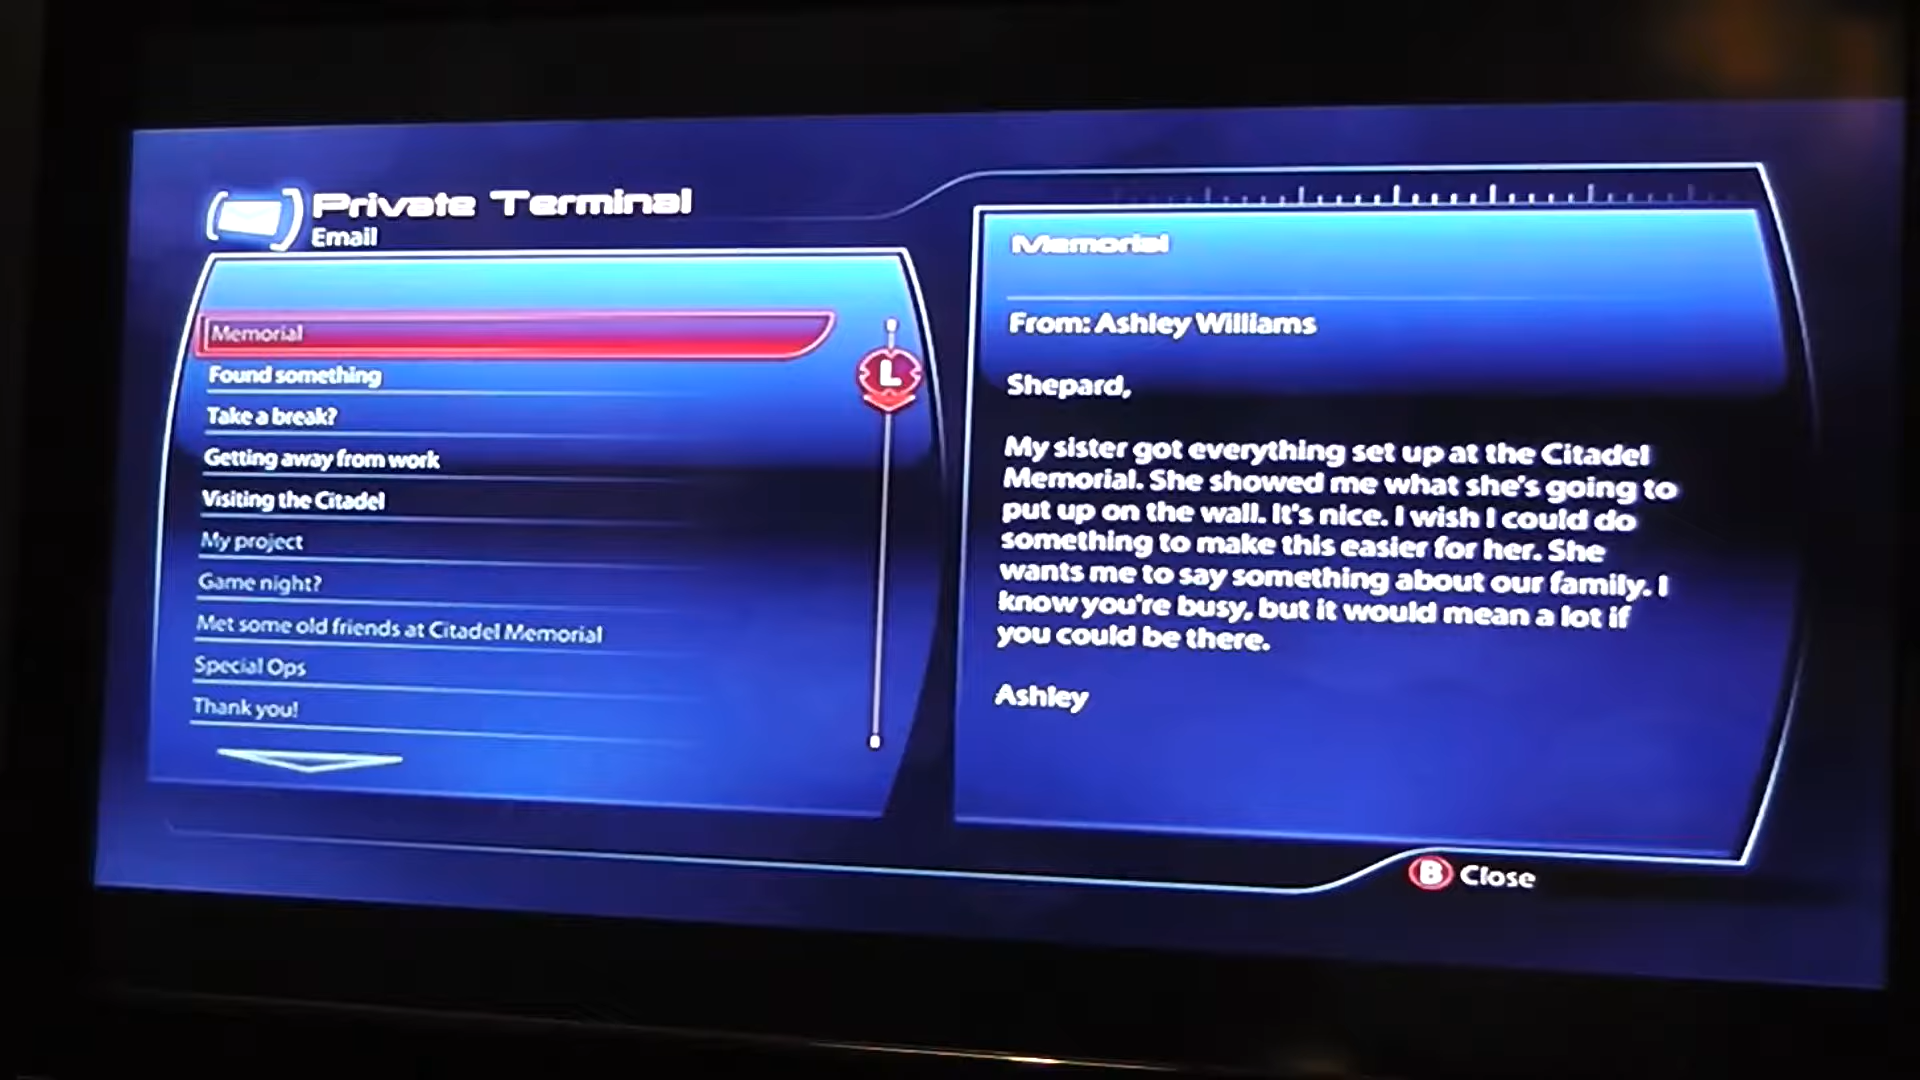 Private Terminal
Email
Memorial
Found something
Take a break?
Getting away from work
Visiting the Citadel
My project
Game night?
Met some old friends at Citadel Memorial
Special Ops
Thank you!
L
Memorial
From: Ashley Williams
Shepard,
My sister got everything set up at the Citadel
Memorial. She showed me what she's going to
put up on the wall. It's nice. I wish I could do
something to make this easier for her. She
wants me to say something about our family. I
know you're busy, but it would mean a lot if
you could be there.
Ashley
B Close